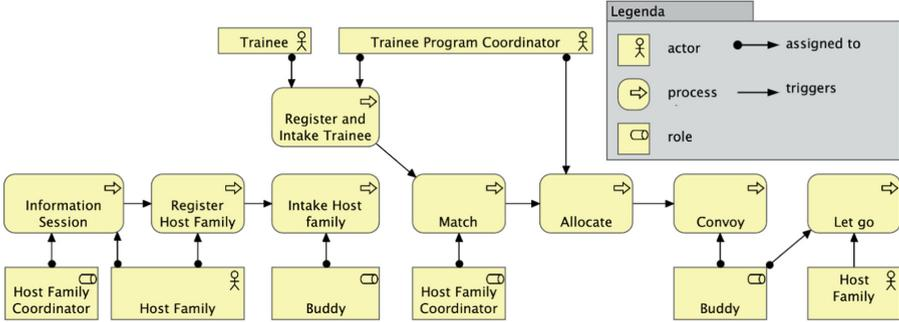 Legenda
Trainee
Trainee Program Coordinator
actor
assigned to
process
triggers
role
Register and
Intake Trainee
Information
Session
Register
Host Family
Intake Host
family
Match
Allocate
Convoy
Let go
Host Family
Coordinator
Host Family
Buddy
Host Family
Coordinator
Buddy
Host
Family